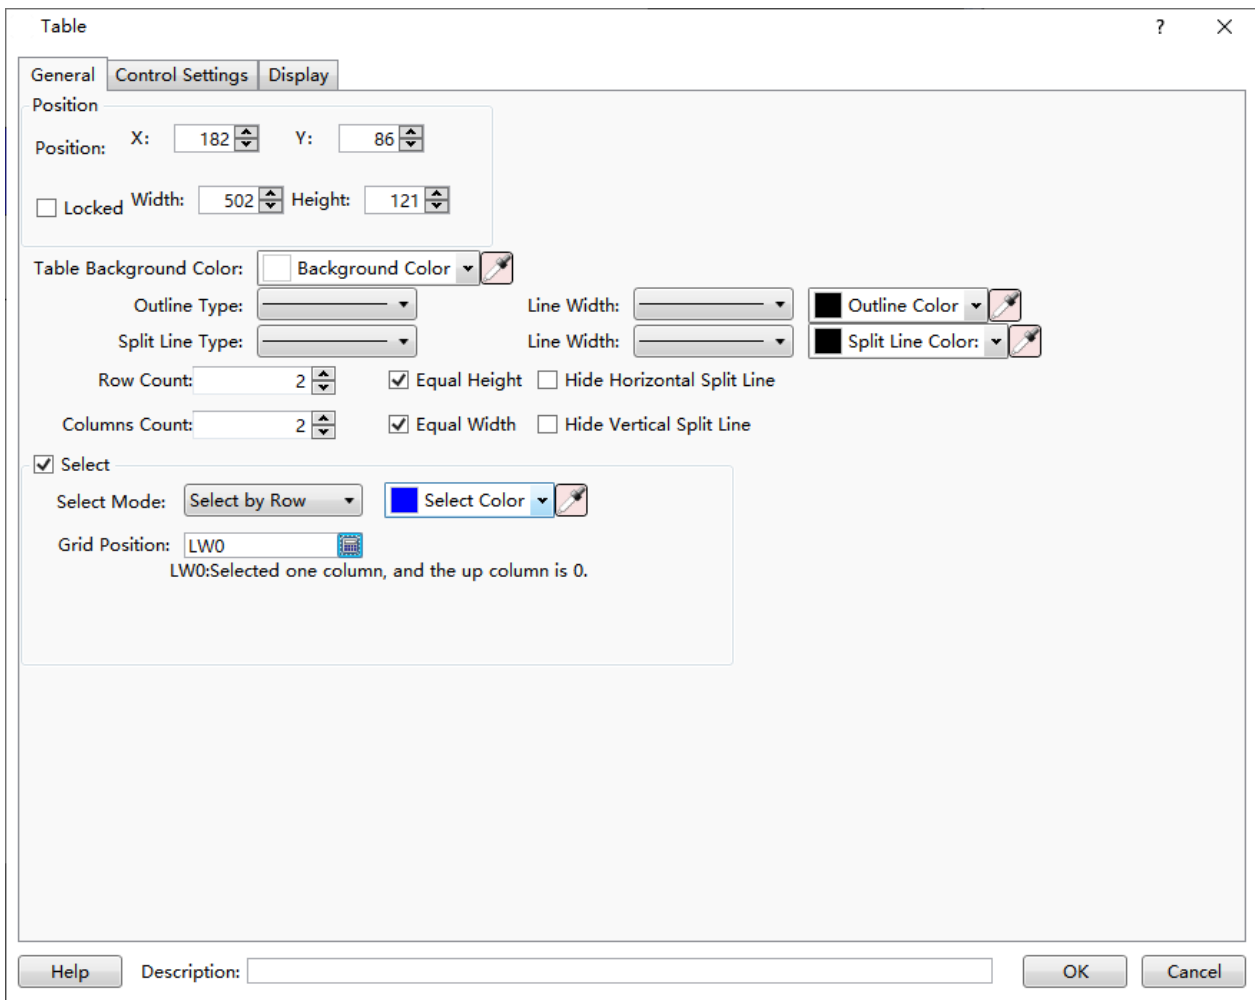 Table ?
General Control Settings Display
Position
Position: X: 182 Y: 86
Locked Width: 502 Height: 121
Table Background Color: Background Color
Outline Type: Line Width: Outline Color
Split Line Type: Line Width: Split Line Color:
Row Count: 2 Equal Height Hide Horizontal Split Line
Columns Count: 2 Equal Width Hide Vertical Split Line
Select
Select Mode: Select by Row Select Color
Grid Position: LW0
LW0:Selected one column, and the up column is 0.
Help Description: OK Cancel